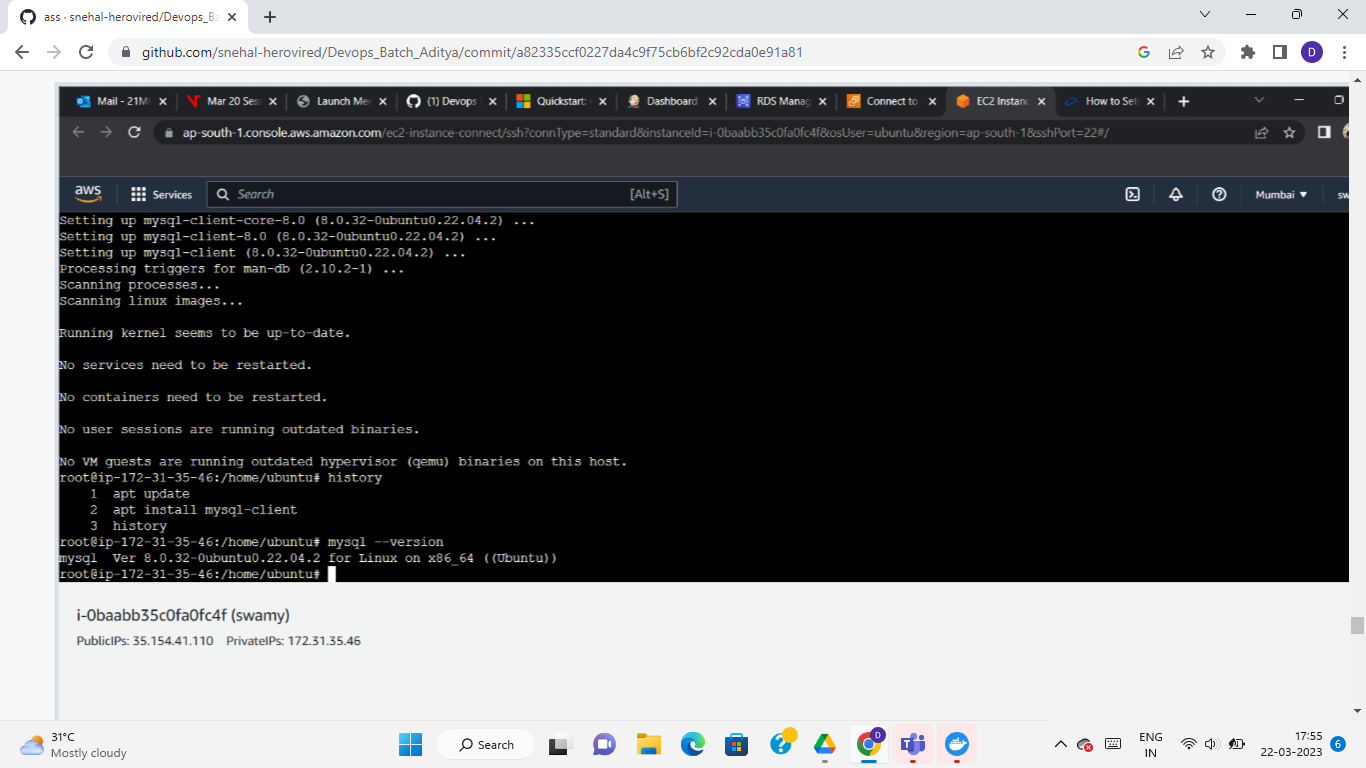 ass · snehal-herovired/Devops_Ba
github.com/snehal-herovired/Devops_Batch_Aditya/commit/a82335ccf0227da4c9f75cb6bf2c92cda0e91a81
D
Mail - 21M
Mar 20 Ses
Launch Me
(1) Devops
Quickstart:
Dashboard
RDS Manag
Connect to
EC2 Instanc
How to Set
ap-south-1.console.aws.amazon.com/ec2-instance-connect/ssh?connType=standard&instanceId=i-0baabb35c0fa0fc4f&osUser=ubuntu&region=ap-south-1&sshPort=22#/
aws
Services
Search
[Alt+S]
Mumbai
sw
Setting up mysql-client-core-8.0 (8.0.32-0ubuntu0.22.04.2) ...
Setting up mysql-client-8.0 (8.0.32-0ubuntu0.22.04.2) ...
Setting up mysql-client (8.0.32-0ubuntu0.22.04.2) ...
Processing triggers for man-db (2.10.2-1) ...
Scanning processes...
Scanning linux images...
Running kernel seems to be up-to-date.
No services need to be restarted.
No containers need to be restarted.
No user sessions are running outdated binaries.
No VM guests are running outdated hypervisor (qemu) binaries on this host.
root@ip-172-31-35-46:/home/ubuntu# history
1 apt update
2 apt install mysql-client
3 history
root@ip-172-31-35-46:/home/ubuntu# mysql --version
mysql Ver 8.0.32-0ubuntu0.22.04.2 for Linux on x86_64 ((Ubuntu))
root@ip-172-31-35-46:/home/ubuntu#
i-0baabb35c0fa0fc4f (swamy)
PublicIPs: 35.154.41.110 PrivateIPs: 172.31.35.46
31°C
Mostly cloudy
Search
D
ENG
IN
17:55
22-03-2023
6